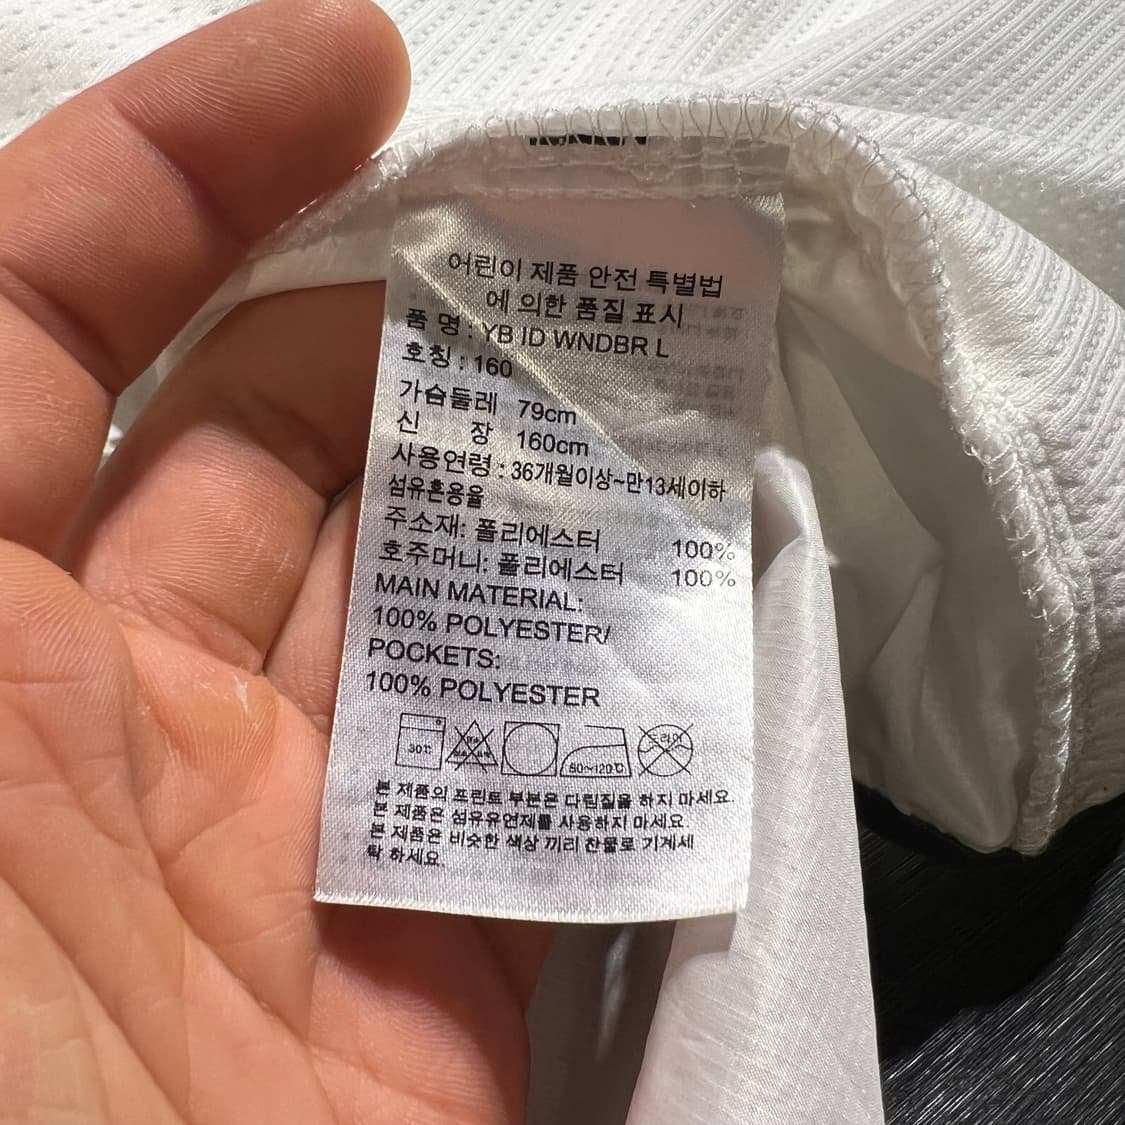 어린이 제품 안전 특별법
에 의한 품질 표시
품 명 : YB ID WNDBR L
호칭 : 160
가슴둘레 79cm
신 장 160cm
사용연령 : 36개월이상~만13세이하
섬유혼용율
주소재: 폴리에스터 100%
호주머니: 폴리에스터 100%
MAIN MATERIAL:
100% POLYESTER/
POCKETS:
100% POLYESTER
30℃
80~120℃
드라이
본 제품의 프린트 부분은 다림질을 하지 마세요.
본 제품은 섬유유연제를 사용하지 마세요
본 제품은 비슷한 색상 끼리 찬물로 기계세
탁 하세요.